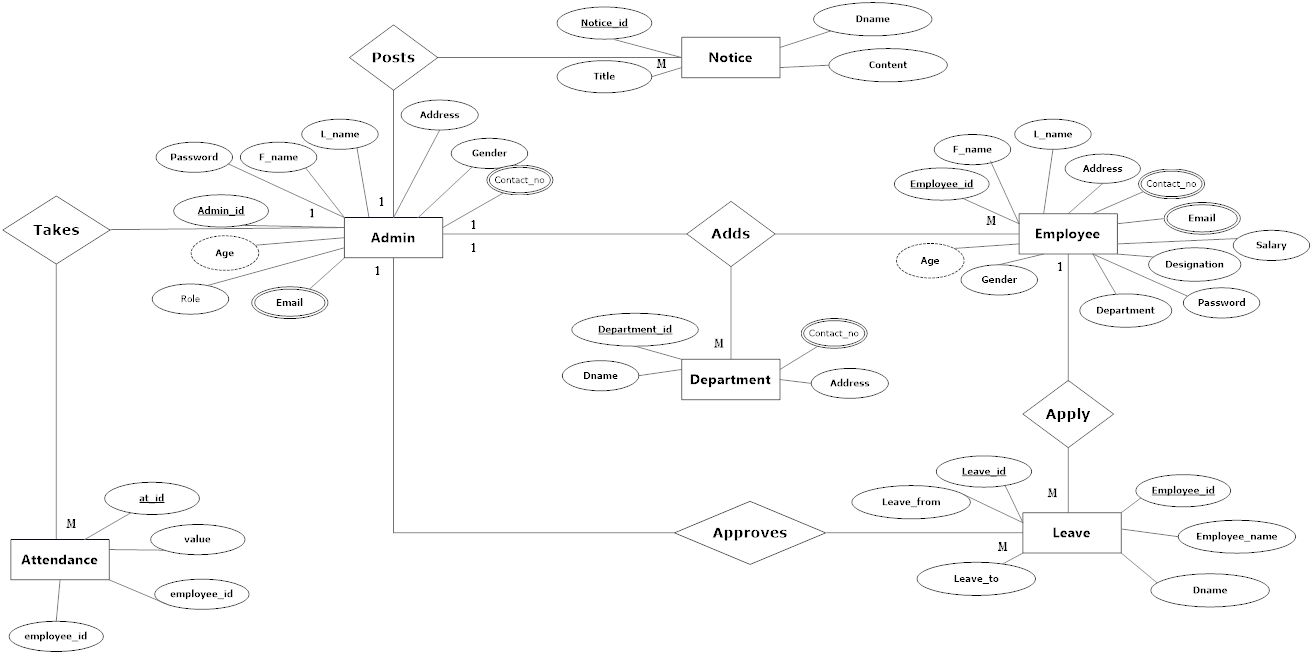 Notice_id
Dname
Posts
Notice
M
Title
Content
Address
L_name
Password
F_name
Gender
Contact_no
Admin_id
1
1
1
Takes
Admin
1
Age
1
Role
Email
L_name
F_name
Address
Employee_id
Contact_no
M
Email
Adds
Employee
Salary
Age
1
Designation
Gender
Password
Department
Department_id
Contact_no
M
Dname
Department
Address
Apply
at_id
Leave_id
M
Employee_id
Leave_from
M
value
Approves
Leave
Employee_name
M
Attendance
Leave_to
Dname
employee_id
employee_id